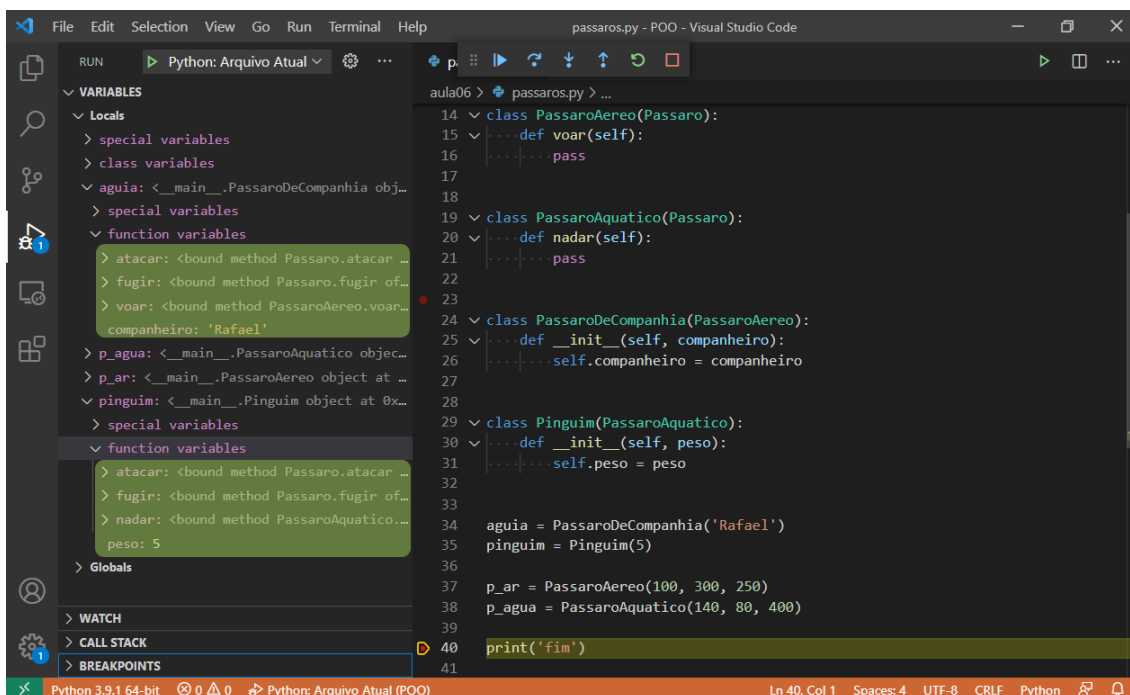 File Edit Selection View Go Run Terminal Help
passaros.py - POO - Visual Studio Code
RUN Python: Arquivo Atual
VARIABLES
Locals
special variables
class variables
aguia: <__main__.PassaroDeCompanhia obj…
special variables
function variables
atacar: <bound method Passaro.atacar …
fugir: <bound method Passaro.fugir of…
voar: <bound method PassaroAereo.voar…
companheiro: 'Rafael'
p_agua: <__main__.PassaroAquatico objec…
p_ar: <__main__.PassaroAereo object at …
pinguim: <__main__.Pinguim object at 0x…
special variables
function variables
atacar: <bound method Passaro.atacar …
fugir: <bound method Passaro.fugir of…
nadar: <bound method PassaroAquatico.…
peso: 5
Globals
WATCH
CALL STACK
BREAKPOINTS
1
1
aula06 > passaros.py > ...
14 class PassaroAereo(Passaro):
15 def voar(self):
16 pass
17
18
19 class PassaroAquatico(Passaro):
20 def nadar(self):
21 pass
22
23
24 class PassaroDeCompanhia(PassaroAereo):
25 def __init__(self, companheiro):
26 self.companheiro = companheiro
27
28
29 class Pinguim(PassaroAquatico):
30 def __init__(self, peso):
31 self.peso = peso
32
33
34 aguia = PassaroDeCompanhia('Rafael')
35 pinguim = Pinguim(5)
36
37 p_ar = PassaroAereo(100, 300, 250)
38 p_agua = PassaroAquatico(140, 80, 400)
39
40 print('fim')
41
Python 3.9.1 64-bit 0 0 Python: Arquivo Atual (POO) Ln 40, Col 1 Spaces: 4 UTF-8 CRLF Python